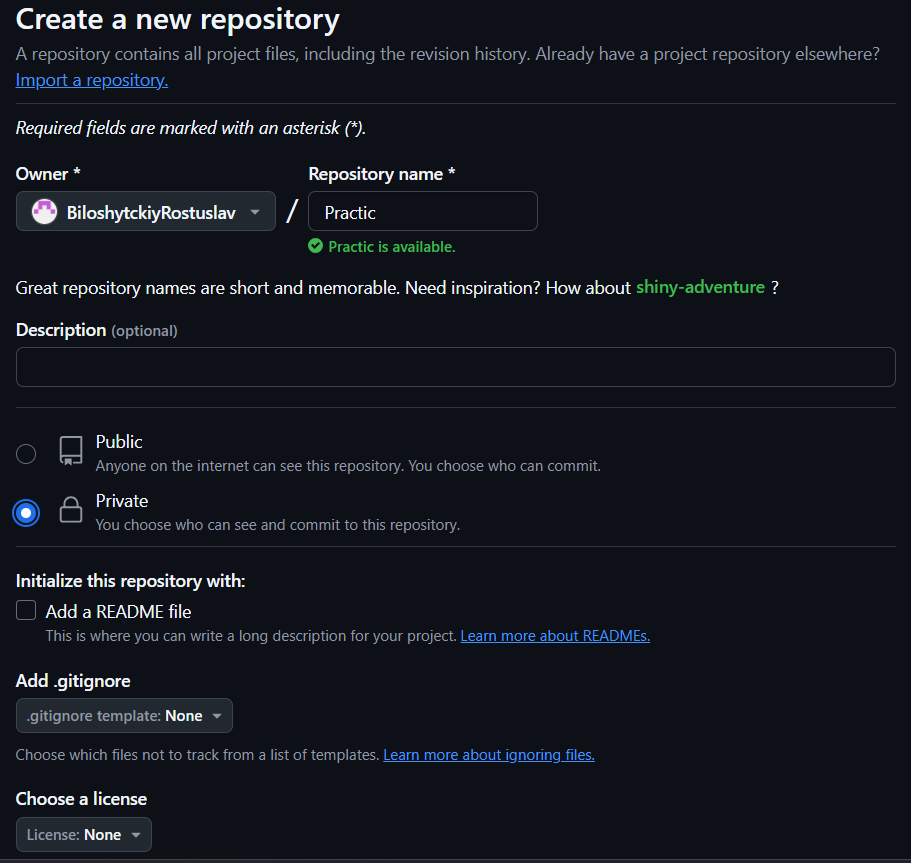 Create a new repository
A repository contains all project files, including the revision history. Already have a project repository elsewhere?
Import a repository.
Required fields are marked with an asterisk (*).
Owner *
Repository name *
BiloshytckiyRostuslav
/
Practic
Practic is available.
Great repository names are short and memorable. Need inspiration? How about shiny-adventure ?
Description (optional)
Public
Anyone on the internet can see this repository. You choose who can commit.
Private
You choose who can see and commit to this repository.
Initialize this repository with:
Add a README file
This is where you can write a long description for your project. Learn more about READMEs.
Add .gitignore
.gitignore template: None
Choose which files not to track from a list of templates. Learn more about ignoring files.
Choose a license
License: None